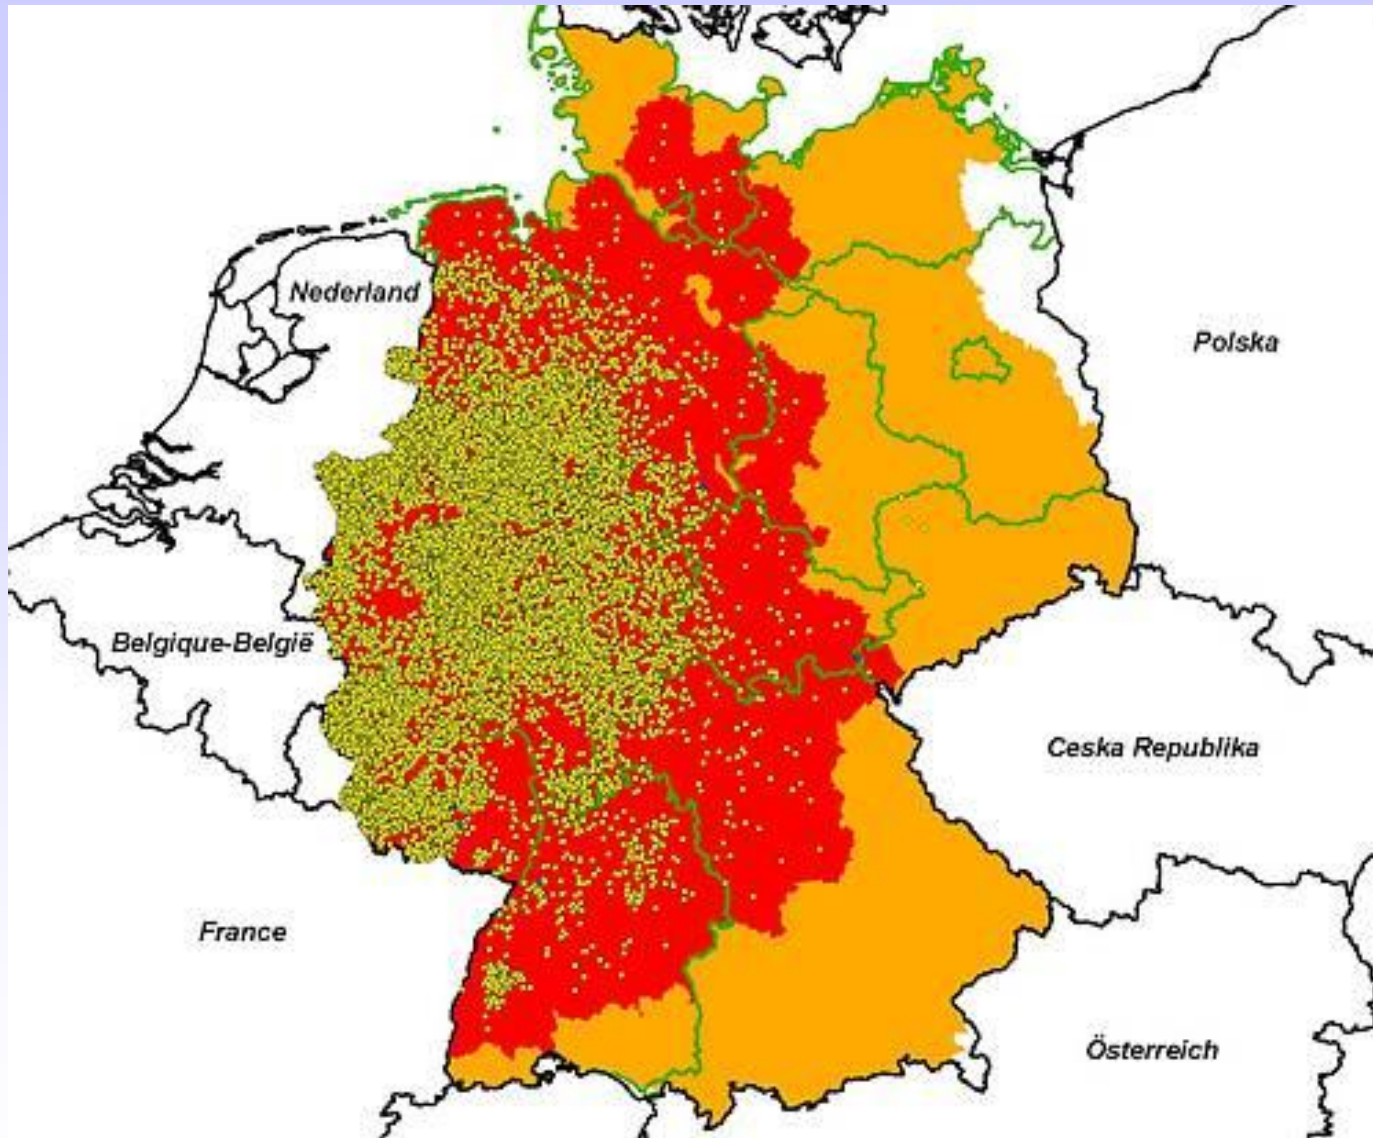 Nederland
Polska
Belgique-België
Ceska Republika
France
Österreich